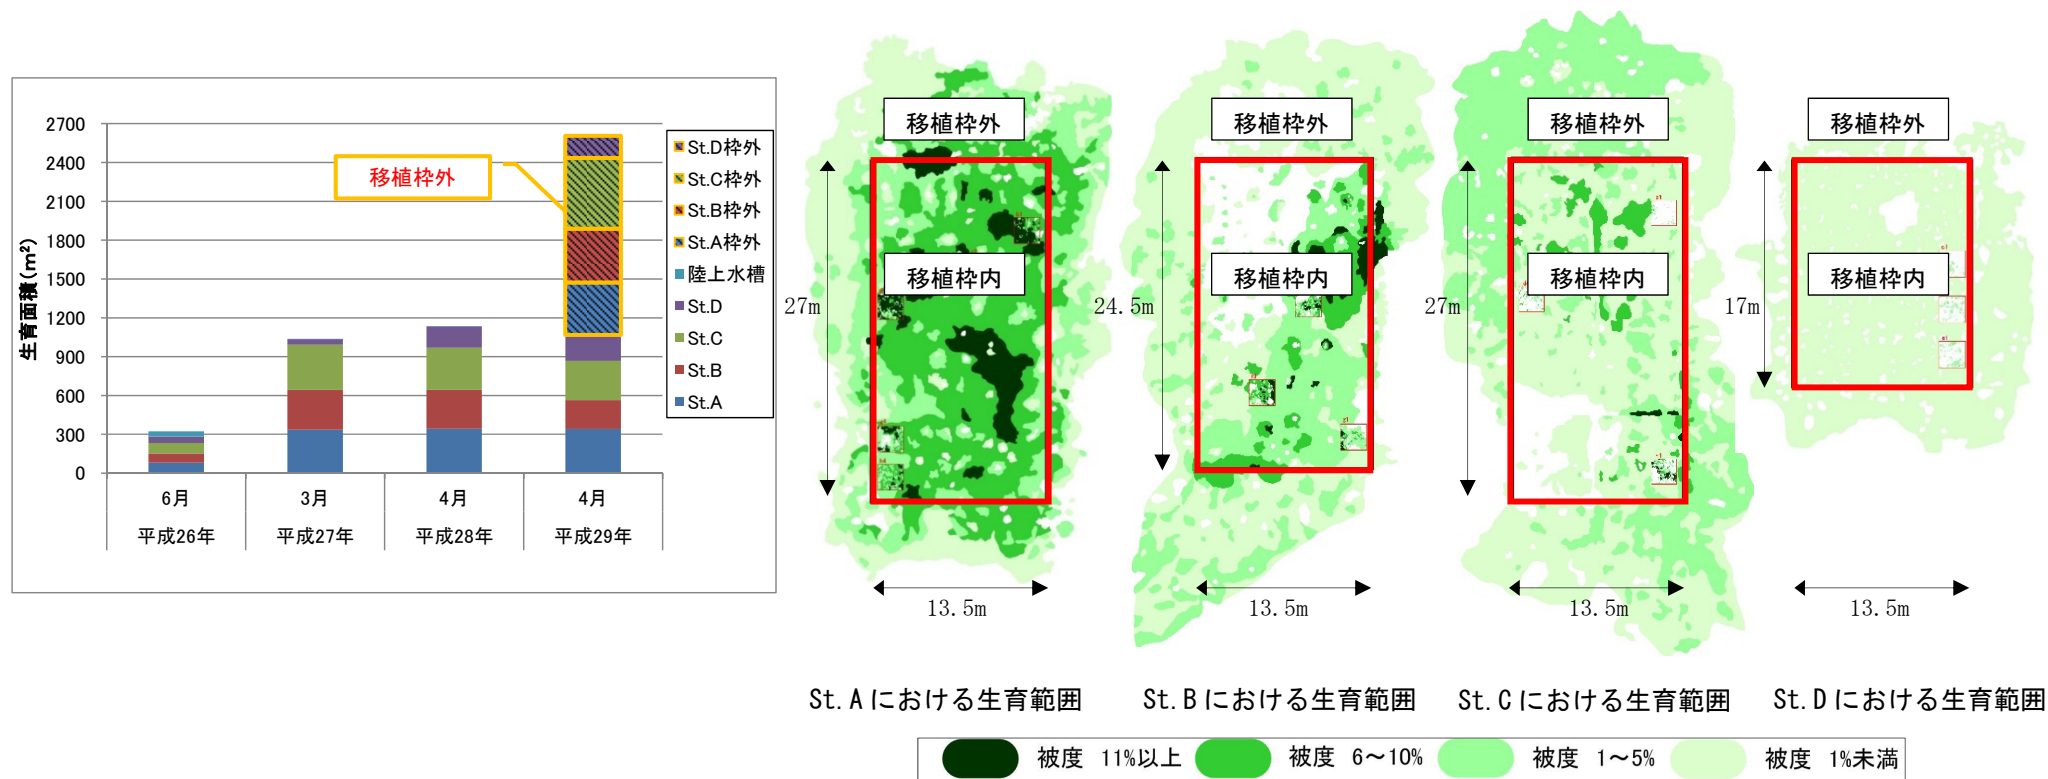 生育面積(m²)
2700
2400
2100
1800
1500
1200
900
600
300
0
移植枠外
6月
3月
4月
4月
平成26年
平成27年
平成28年
平成29年
St.D枠外
St.C枠外
St.B枠外
St.A枠外
陸上水槽
St.D
St.C
St.B
St.A
移植枠外
移植枠内
27m
13.5m
St.Aにおける生育範囲
移植枠外
移植枠内
24.5m
13.5m
St.Bにおける生育範囲
移植枠外
移植枠内
27m
13.5m
St.Cにおける生育範囲
移植枠外
移植枠内
17m
13.5m
St.Dにおける生育範囲
被度 11%以上
被度 6～10%
被度 1～5%
被度 1%未満